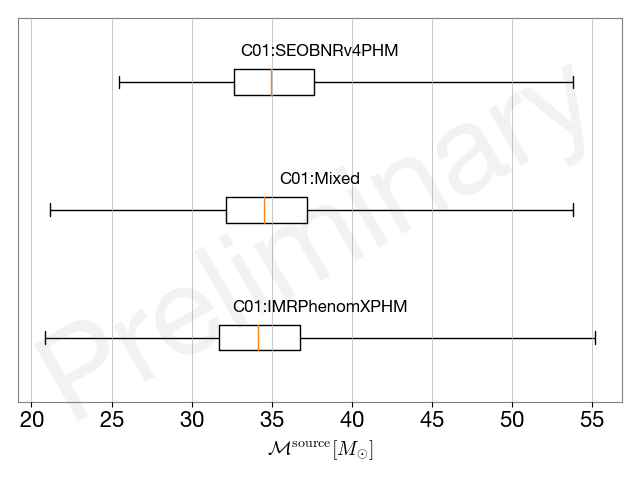 C01:SEOBNRv4PHM
C01:Mixed
C01:IMRPhenomXPHM
Preliminary
20 25 30 35 40 45 50 55
ℳ^source[M_⊙]